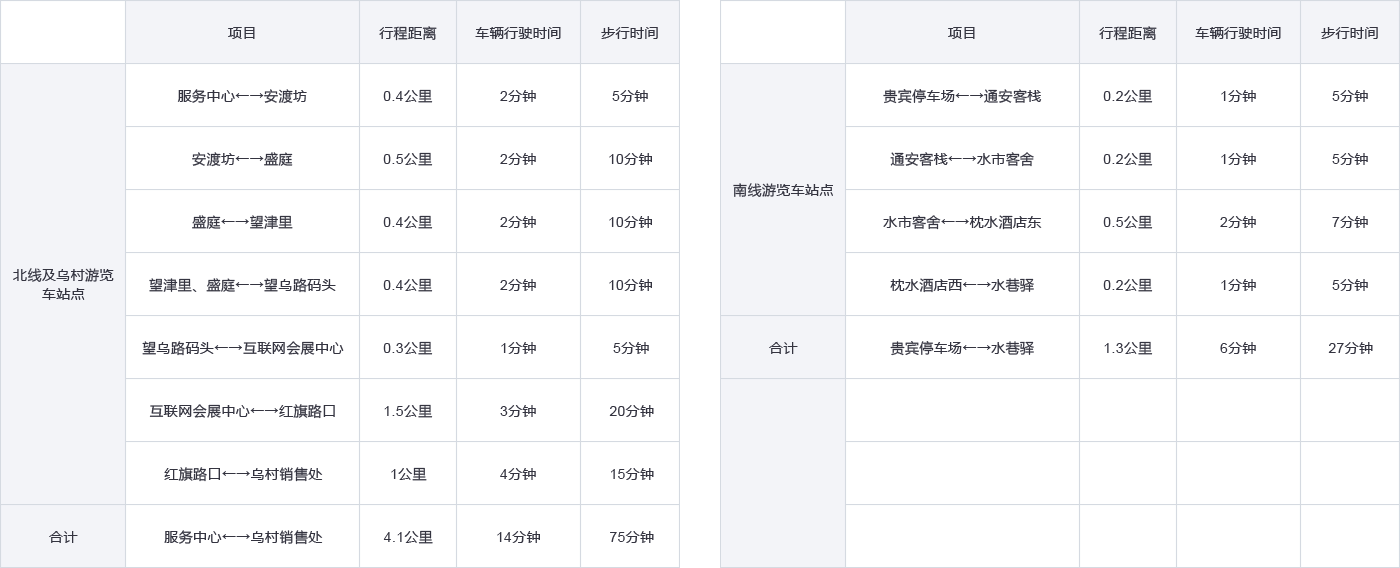 项目 行程距离 车辆行驶时间 步行时间
北线及乌村游览
车站点
服务中心←→安渡坊 0.4公里 2分钟 5分钟
安渡坊←→盛庭 0.5公里 2分钟 10分钟
盛庭←→望津里 0.4公里 2分钟 10分钟
望津里、盛庭←→望乌路码头 0.4公里 2分钟 10分钟
望乌路码头←→互联网会展中心 0.3公里 1分钟 5分钟
互联网会展中心←→红旗路口 1.5公里 3分钟 20分钟
红旗路口←→乌村销售处 1公里 4分钟 15分钟
合计 服务中心←→乌村销售处 4.1公里 14分钟 75分钟
项目 行程距离 车辆行驶时间 步行时间
南线游览车站点
贵宾停车场←→通安客栈 0.2公里 1分钟 5分钟
通安客栈←→水市客舍 0.2公里 1分钟 5分钟
水市客舍←→枕水酒店东 0.5公里 2分钟 7分钟
枕水酒店西←→水巷驿 0.2公里 1分钟 5分钟
合计 贵宾停车场←→水巷驿 1.3公里 6分钟 27分钟